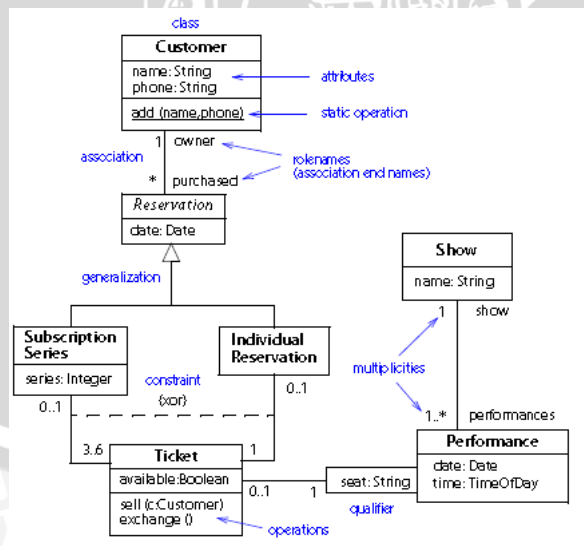 class
Customer
name: String
phone: String
attributes
add (name,phone)
static operation
1 owner
association
rolenames
(association end names)
* purchased
Reservation
date: Date
Show
name: String
generalization
1 show
Subscription
Series
series: Integer
Individual
Reservation
constraint
{xor}
multiplicities
0..1
0..1
1..* performances
3.6
Ticket
1
Performance
available:Boolean
date: Date
time: TimeOfDay
0..1
1
seat: String
sell (c:Customer)
exchange ()
qualifier
operations